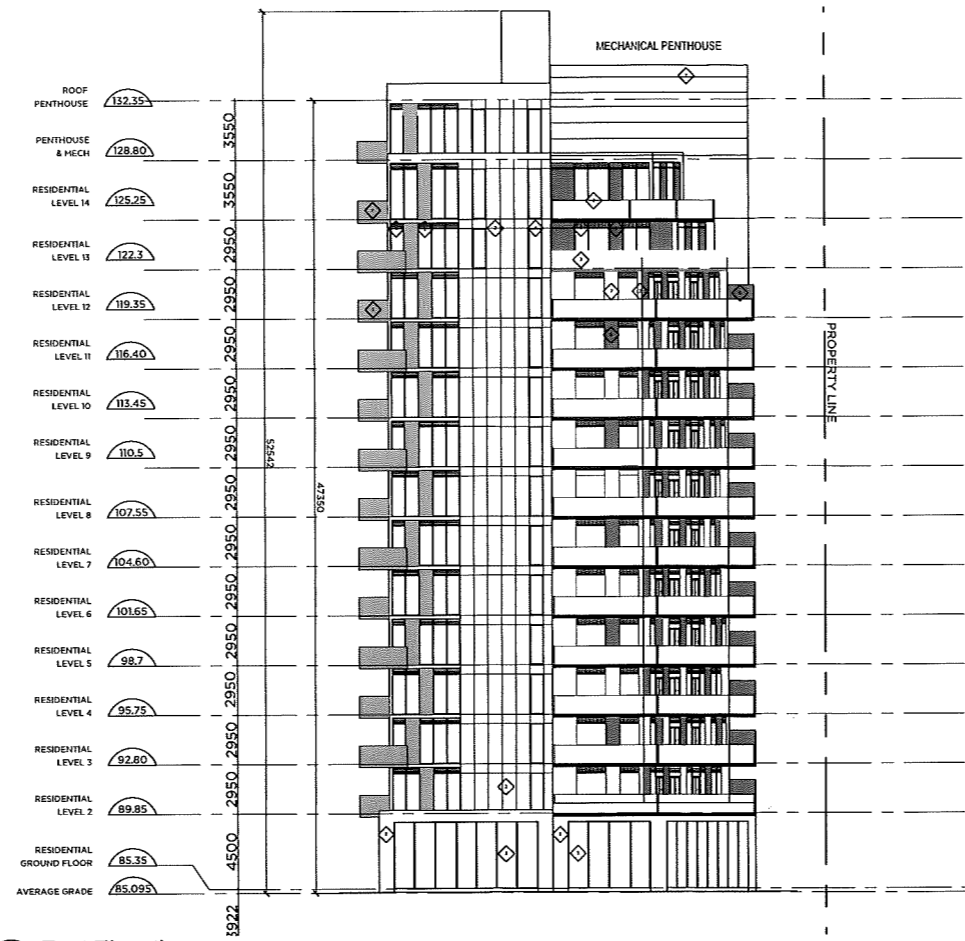 MECHANICAL PENTHOUSE
ROOF
PENTHOUSE
132.35
3550
PENTHOUSE
& MECH
128.80
3550
RESIDENTIAL
LEVEL 14
125.25
2950
RESIDENTIAL
LEVEL 13
122.3
2950
RESIDENTIAL
LEVEL 12
119.35
2950
RESIDENTIAL
LEVEL 11
116.40
2950
RESIDENTIAL
LEVEL 10
113.45
2950
RESIDENTIAL
LEVEL 9
110.5
2950
RESIDENTIAL
LEVEL 8
107.55
2950
RESIDENTIAL
LEVEL 7
104.60
2950
RESIDENTIAL
LEVEL 6
101.65
2950
RESIDENTIAL
LEVEL 5
98.7
2950
RESIDENTIAL
LEVEL 4
95.75
2950
RESIDENTIAL
LEVEL 3
92.80
2950
RESIDENTIAL
LEVEL 2
89.85
4500
RESIDENTIAL
GROUND FLOOR
85.35
AVERAGE GRADE
85.095
3922
52542
47350
PROPERTY LINE